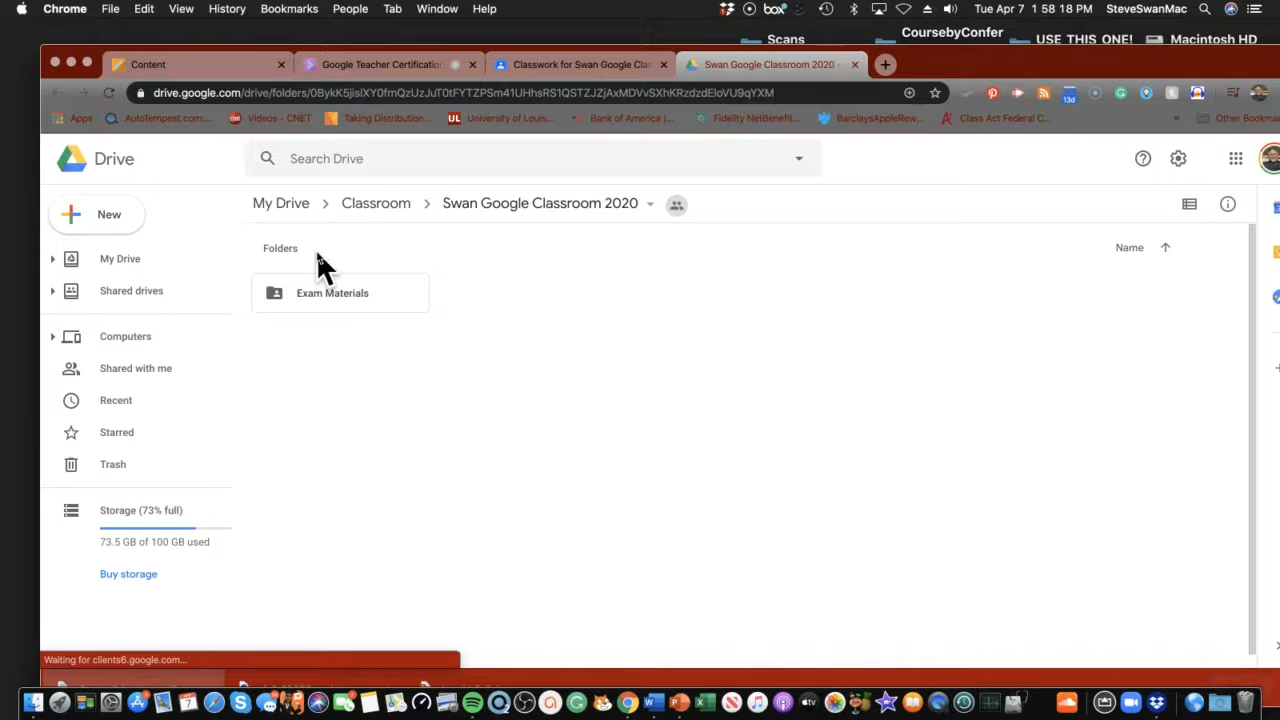 Chrome File Edit View History Bookmarks People Tab Window Help
box Tue Apr 7 1:58:18 PM SteveSwanMac
Scans CoursebyConfer USE THIS ONE! Macintosh HD
Content Google Teacher Certification Classwork for Swan Google Cla Swan Google Classroom 2020 -
drive.google.com/drive/folders/
13d
Apps AutoTempest.com:... Videos - CNET Taking Distribution... University of Louis... Bank of America |... Fidelity NetBenefit... BarclaysAppleRew... Class Act Federal C... Other Bookma
Drive
Search Drive
New
My Drive Classroom Swan Google Classroom 2020
Folders
Name
Exam Materials
My Drive
Shared drives
Computers
Shared with me
Recent
Starred
Trash
Storage (73% full)
73.5 GB of 100 GB used
Buy storage
Waiting for clients6.google.com...